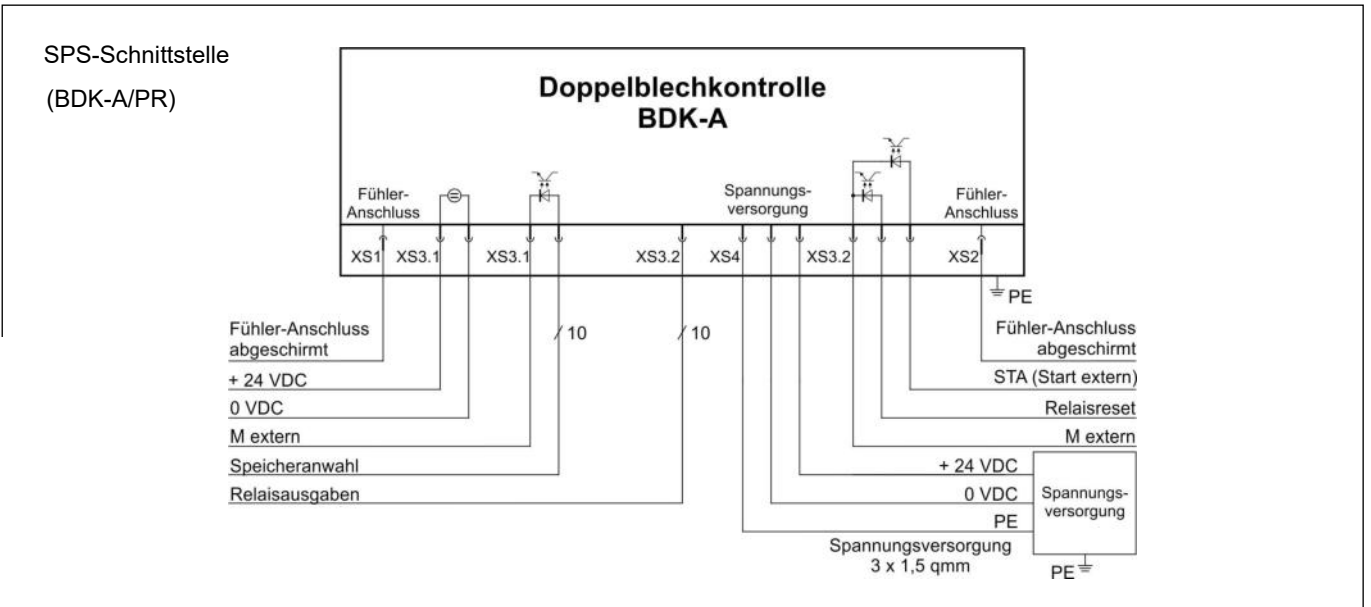 SPS-Schnittstelle
(BDK-A/PR)
Doppelblechkontrolle
BDK-A
Fühler-
Anschluss
Spannungs-
versorgung
Fühler-
Anschluss
XS1
XS3.1
XS3.1
XS3.2
XS4
XS3.2
XS2
PE
Fühler-Anschluss
abgeschirmt
/ 10
/ 10
Fühler-Anschluss
abgeschirmt
+ 24 VDC
STA (Start extern)
0 VDC
Relaisreset
M extern
M extern
Speicheranwahl
+ 24 VDC
Relaisausgaben
0 VDC
Spannungs-
versorgung
PE
Spannungsversorgung
3 x 1,5 qmm
PE